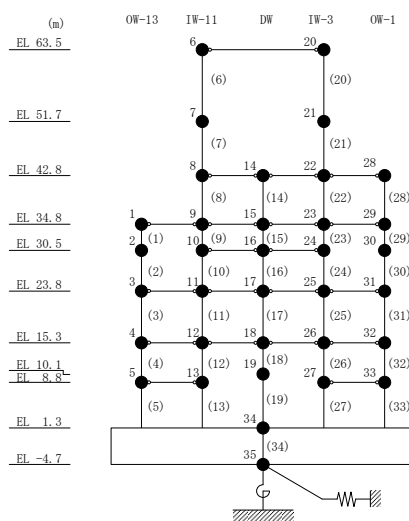 (m) OW-13 IW-11 DW IW-3 OW-1
EL 63.5 6 20
(6) (20)
EL 51.7 7 21
(7) (21)
EL 42.8 8 14 22 28
(8) (14) (22) (28)
EL 34.8 1 9 15 23 29
(1) (9) (15) (23) (29)
EL 30.5 2 10 16 24 30
(2) (10) (16) (24) (30)
EL 23.8 3 11 17 25 31
(3) (11) (17) (25) (31)
EL 15.3 4 12 18 26 32
(4) (12) (18) (26) (32)
EL 10.1 19
EL 8.8 5 13 27 33
(5) (13) (19) (27) (33)
EL 1.3 34
(34)
EL -4.7 35